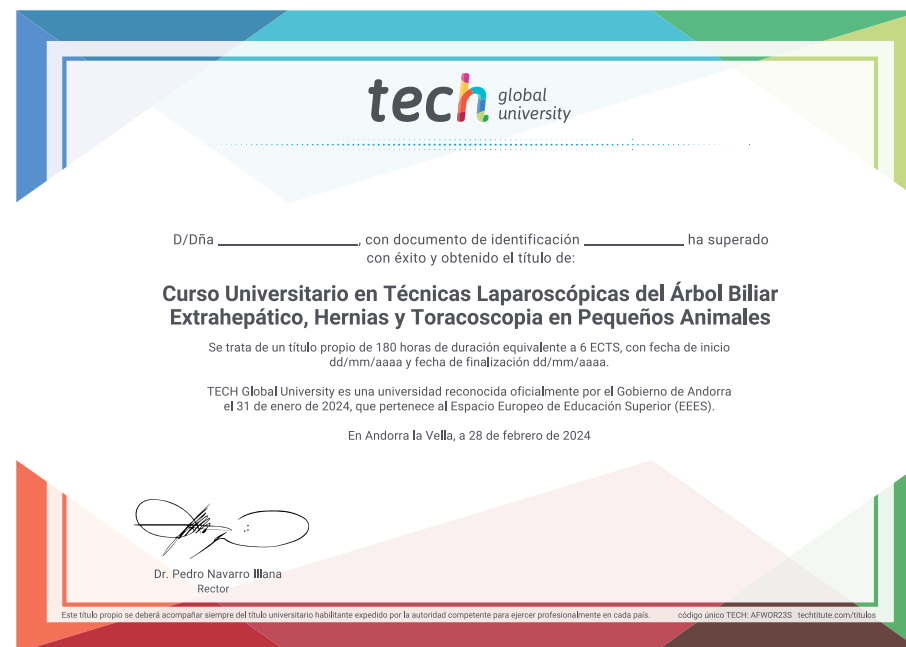 tech global university
D/Dña ____________________, con documento de identificación ______________ ha superado
con éxito y obtenido el título de:
Curso Universitario en Técnicas Laparoscópicas del Árbol Biliar
Extrahepático, Hernias y Toracoscopia en Pequeños Animales
Se trata de un título propio de 180 horas de duración equivalente a 6 ECTS, con fecha de inicio
dd/mm/aaaa y fecha de finalización dd/mm/aaaa.
TECH Global University es una universidad reconocida oficialmente por el Gobierno de Andorra
el 31 de enero de 2024, que pertenece al Espacio Europeo de Educación Superior (EEES).
En Andorra la Vella, a 28 de febrero de 2024
Dr. Pedro Navarro Illana
Rector
Este título propio se deberá acompañar siempre del título universitario habilitante expedido por la autoridad competente para ejercer profesionalmente en cada país. código único TECH: AFWOR23S techtitute.com/titulos